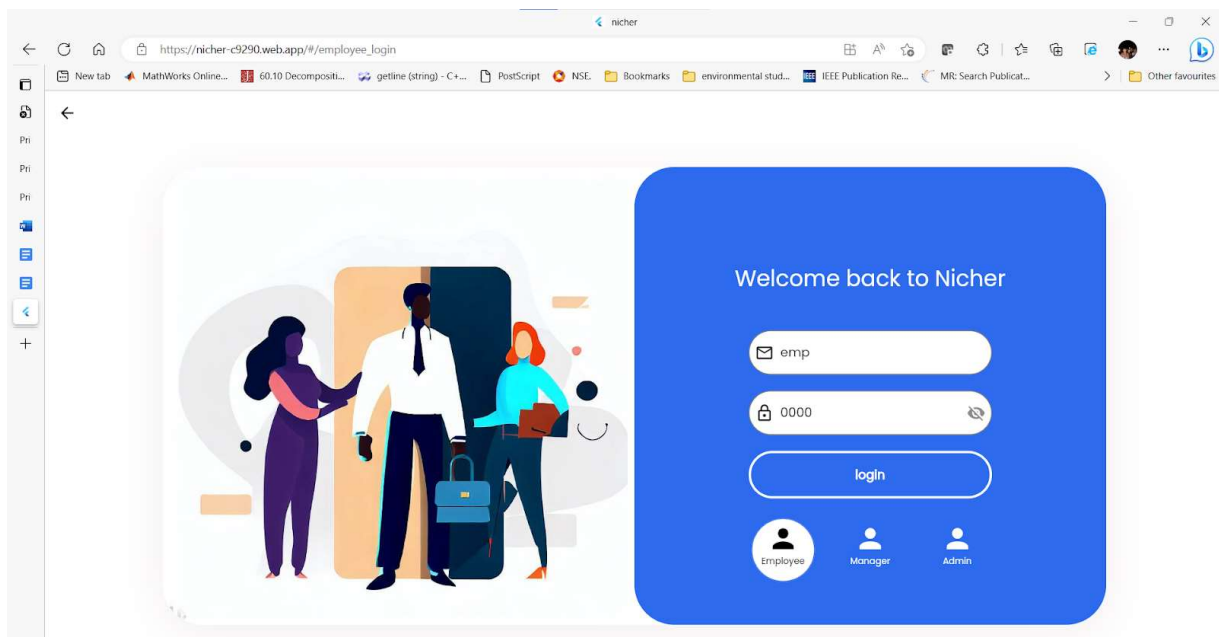 nicher
https://nicher-c9290.web.app/#/employee_login
New tab MathWorks Online... 60.10 Decompositi... getline (string) - C+... PostScript NSE. Bookmarks environmental stud... IEEE Publication Re... MR: Search Publicat... Other favourites
Pri
Pri
Pri
Welcome back to Nicher
emp
0000
login
Employee Manager Admin